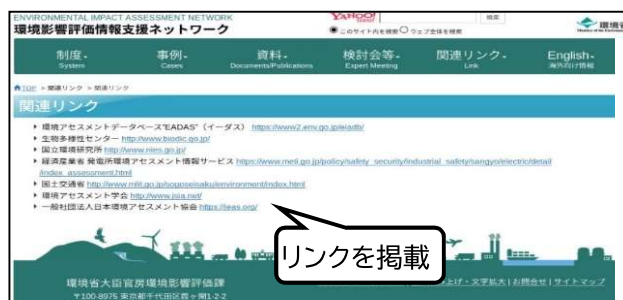 ENVIRONMENTAL IMPACT ASSESSMENT NETWORK
環境影響評価情報支援ネットワーク
YAHOO!
検索
このサイト内を検索 ウェブ全体を検索
環境省
制度 事例 資料 検討会等 関連リンク English
System Cases Documents/Publications Expert Meeting Link 海外向け情報
TOP > 関連リンク > 関連リンク
関連リンク
環境アセスメントデータベース"EADAS"（イーダス） https://www2.env.go.jp/eiadb/
生物多様性センター http://www.biodic.go.jp/
国立環境研究所 http://www.nies.go.jp/
経済産業省 発電所環境アセスメント情報サービス https://www.meti.go.jp/policy/safety_security/industrial_safety/sangyo/electric/detail
/index_assessment.html
国土交通省 http://www.mlit.go.jp/sogoseisaku/environment/index.html
環境アセスメント学会 http://www.jsia.net/
一般社団法人日本環境アセスメント協会 https://jeas.org/
リンクを掲載
環境省大臣官房環境影響評価課
上げ・文字拡大 | お問合せ | サイトマップ
〒100-8975 東京都千代田区霞ヶ関1-2-2